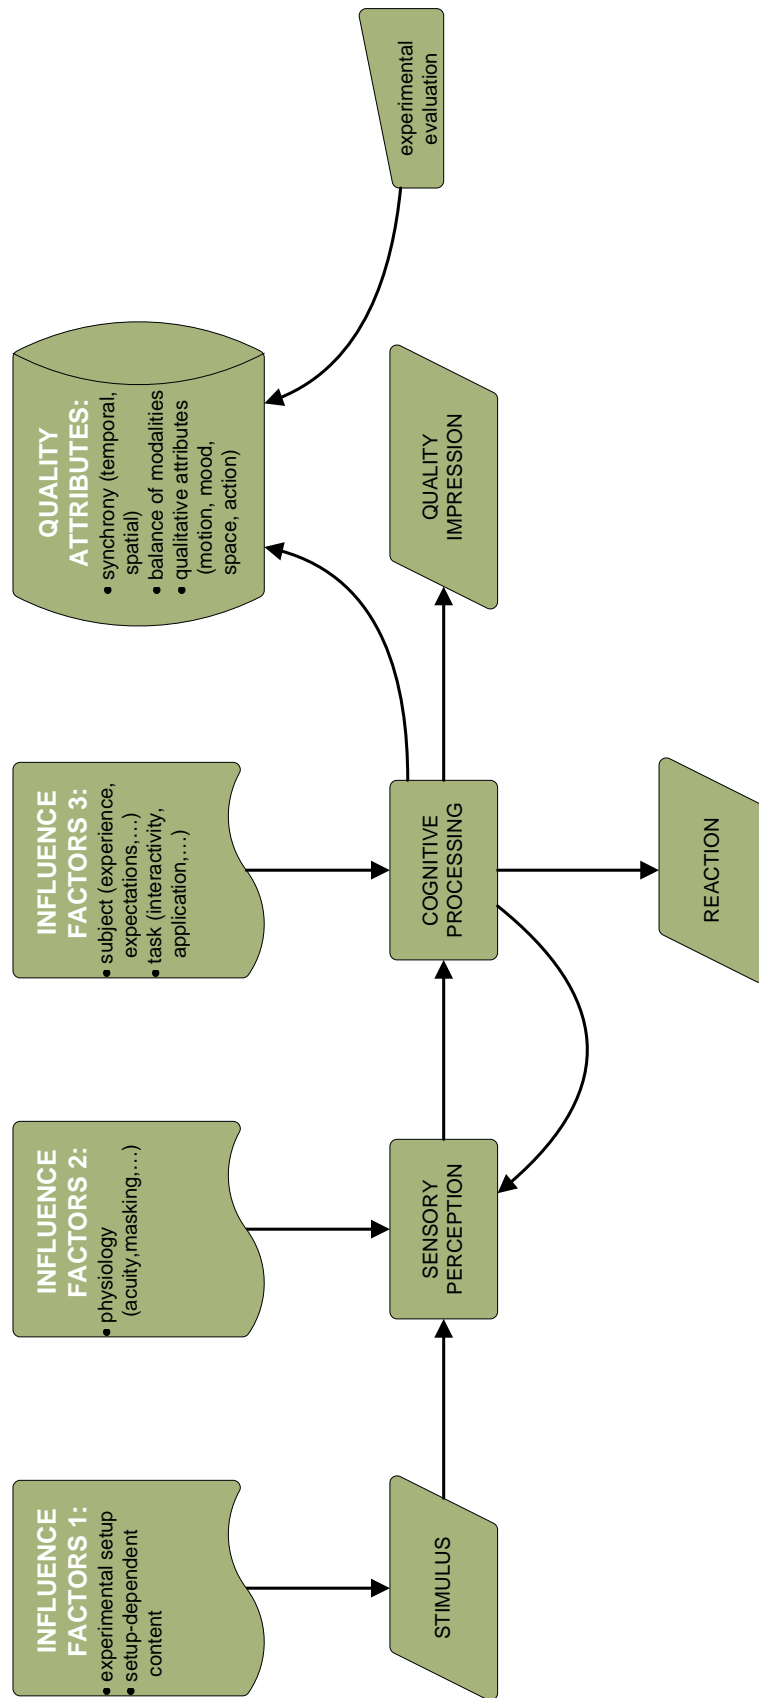 INFLUENCE
FACTORS 1:
• experimental setup
• setup-dependent
content
INFLUENCE
FACTORS 2:
• physiology
(acuity,masking,…)
INFLUENCE
FACTORS 3:
• subject (experience,
expectations,…)
• task (interactivity,
application,…)
QUALITY
ATTRIBUTES:
• synchrony (temporal,
spatial)
• balance of modalities
• qualitative attributes
(motion, mood,
space, action)
experimental
evaluation
STIMULUS
SENSORY
PERCEPTION
COGNITIVE
PROCESSING
QUALITY
IMPRESSION
REACTION